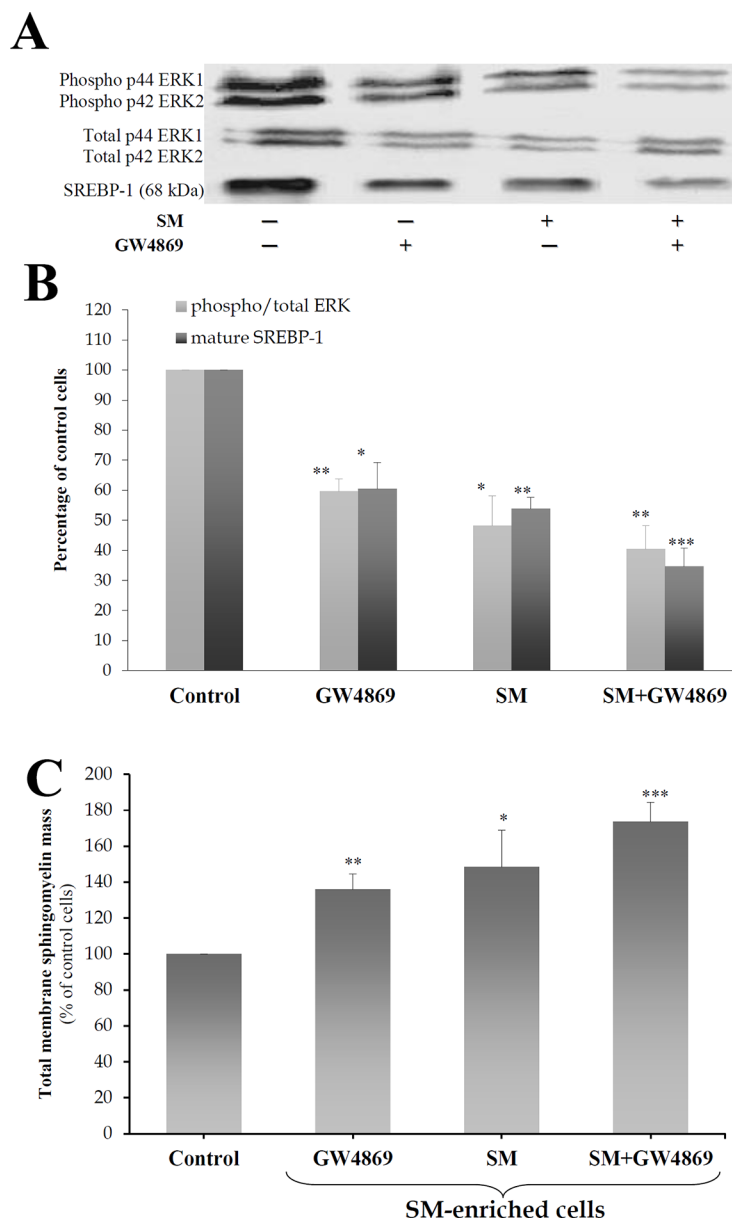 A
Phospho p44 ERK1
Phospho p42 ERK2
Total p44 ERK1
Total p42 ERK2
SREBP-1 (68 kDa)
SM − − + +
GW4869 − + − +
B
120
110
100
90
80
70
60
50
40
30
20
10
0
Percentage of control cells
phospho/total ERK
mature SREBP-1
** *
* **
** ***
Control GW4869 SM SM+GW4869
C
200
180
160
140
120
100
80
60
40
20
0
Total membrane sphingomyelin mass
(% of control cells)
** * ***
Control GW4869 SM SM+GW4869
SM-enriched cells